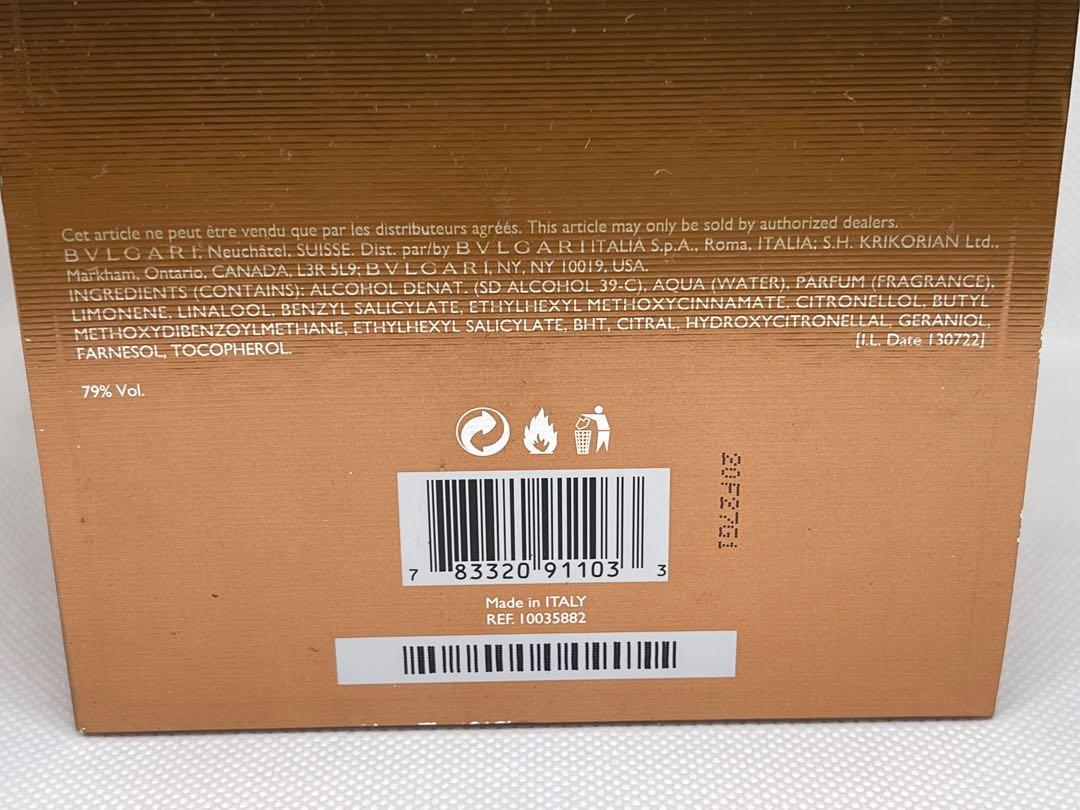 Cet article ne peut être vendu que par les distributeurs agréés. This article may only be sold by authorized dealers.
BVLGARI, Neuchâtel, SUISSE. Dist. par/by BVLGARI ITALIA S.p.A., Roma, ITALIA; S.H. KRIKORIAN Ltd.,
Markham, Ontario, CANADA, L3R 5L9; BVLGARI, NY, NY 10019, USA.
INGREDIENTS (CONTAINS): ALCOHOL DENAT. (SD ALCOHOL 39-C), AQUA (WATER), PARFUM (FRAGRANCE),
LIMONENE, LINALOOL, BENZYL SALICYLATE, ETHYLHEXYL METHOXYCINNAMATE, CITRONELLOL, BUTYL
METHOXYDIBENZOYLMETHANE, ETHYLHEXYL SALICYLATE, BHT, CITRAL, HYDROXYCITRONELLAL, GERANIOL,
FARNESOL, TOCOPHEROL. [I.L. Date 130722]
79% Vol.
7 83320 91103 3
Made in ITALY
REF. 10035882